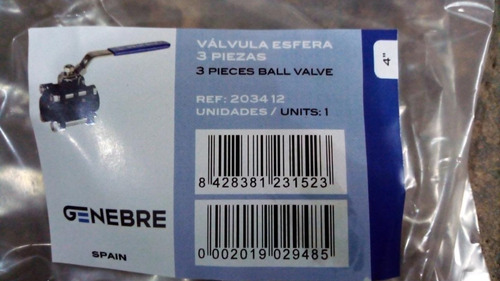 VÁLVULA ESFERA
3 PIEZAS
3 PIECES BALL VALVE
4"
REF: 203412
UNIDADES / UNITS: 1
8 428381 231523
GENEBRE
SPAIN
0 002019 029485